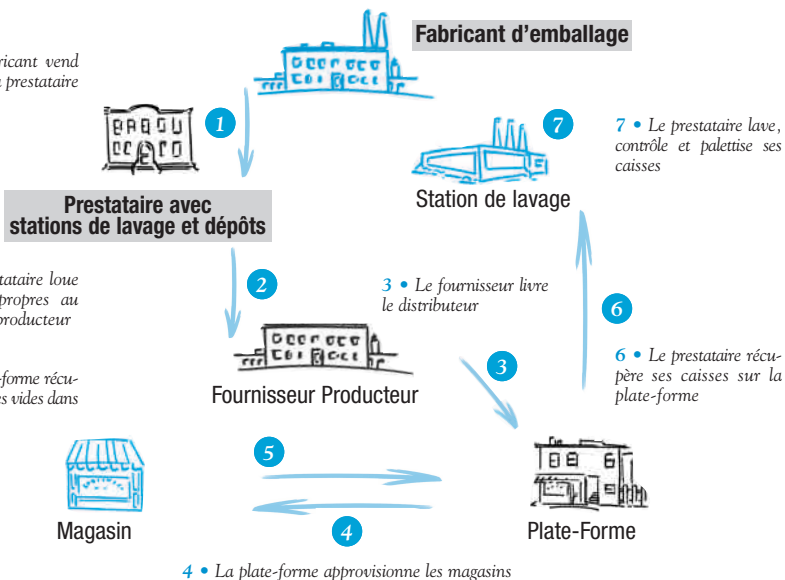 Fabricant d'emballage
ricant vend
prestataire
1
7
7 • Le prestataire lave,
contrôle et palettise ses
caisses
Station de lavage
Prestataire avec
stations de lavage et dépôts
2
tataire loue
propres au
producteur
3 • Le fournisseur livre
le distributeur
6
6 • Le prestataire récu-
père ses caisses sur la
plate-forme
-forme récu-
es vides dans
3
Fournisseur Producteur
5
Magasin
4
Plate-Forme
4 • La plate-forme approvisionne les magasins